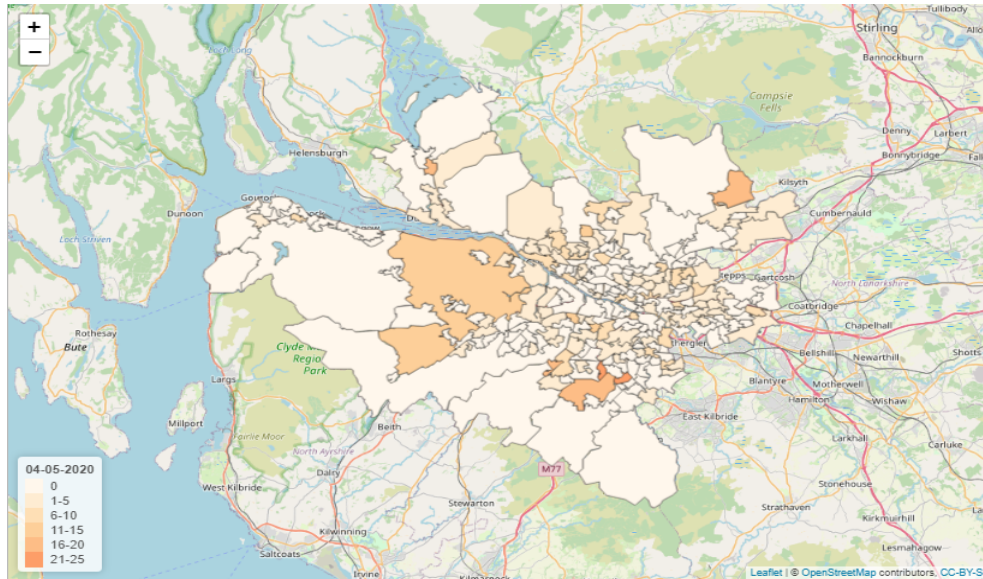 +
−
Tullibody
Stirling
Bannockburn
Loch Long
Campsie
Fells
Denny
Larbert
Bonnybridge
Helensburgh
Kilsyth
Dunoon
Cumbernauld
Loch Striven
Gartcosh
North Lanarkshire
Coatbridge
Chapelhall
Rothesay
Bute
Bellshill
Newarthill
Shotts
Blantyre
Motherwell
Hamilton
Wishaw
Largs
Park
Millport
East Kilbride
Beith
Larkhall
Carluke
Fairlie Moor
North Ayrshire
Dalry
M77
04-05-2020
0
1-5
6-10
11-15
16-20
21-25
West Kilbride
Stewarton
Stonehouse
Strathaven
Kilwinning
Kirkmuirhill
Saltcoats
Lesmahagow
Irvine
Kilmarnock
Leaflet | © OpenStreetMap contributors, CC-BY-S